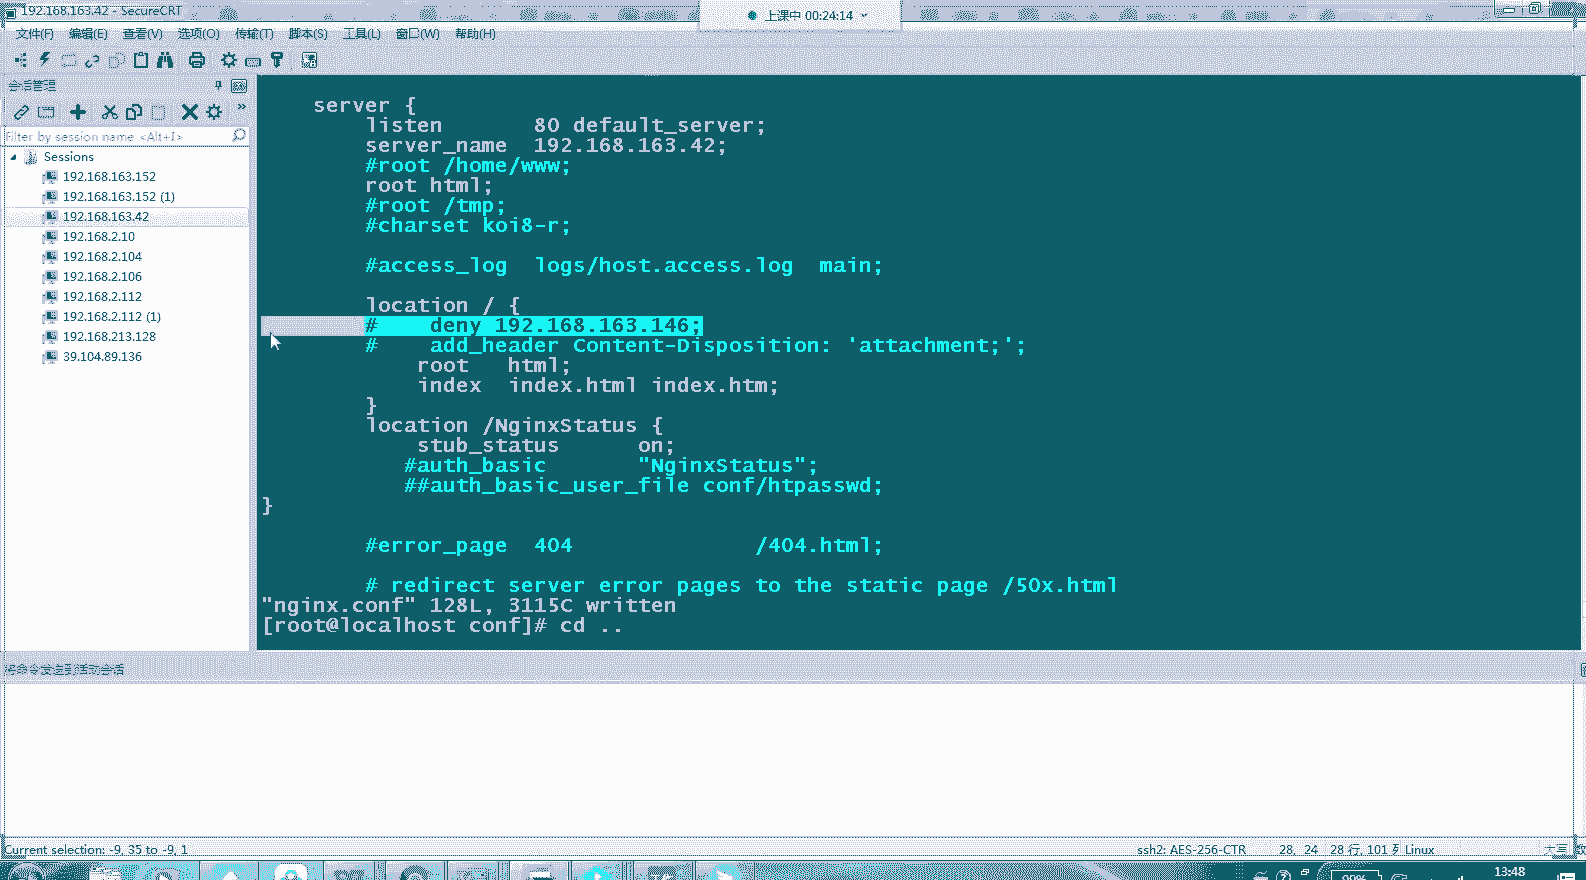 192.168.163.42 - SecureCRT
上课中 00:24:14
文件(F) 编辑(E) 查看(V) 选项(O) 传输(T) 脚本(S) 工具(L) 窗口(W) 帮助(H)
会话管理
Filter by session name <Alt+I>
Sessions
192.168.163.152
192.168.163.152 (1)
192.168.163.42
192.168.2.10
192.168.2.104
192.168.2.106
192.168.2.112
192.168.2.112 (1)
192.168.213.128
39.104.89.136
server {
listen 80 default_server;
server_name 192.168.163.42;
#root /home/www;
root html;
#root /tmp;
#charset koi8-r;
#access_log logs/host.access.log main;
location / {
# deny 192.168.163.146;
# add_header Content-Disposition: 'attachment;';
root html;
index index.html index.htm;
}
location /NginxStatus {
stub_status on;
#auth_basic "NginxStatus";
##auth_basic_user_file conf/htpasswd;
}
#error_page 404 /404.html;
# redirect server error pages to the static page /50x.html
"nginx.conf" 128L, 3115C written
[root@localhost conf]# cd ..
将命令发送到活动会话
Current selection: -9, 35 to -9, 1
ssh2: AES-256-CTR 28, 24 28 行, 101 列 Linux 大写 数
99%
13:48